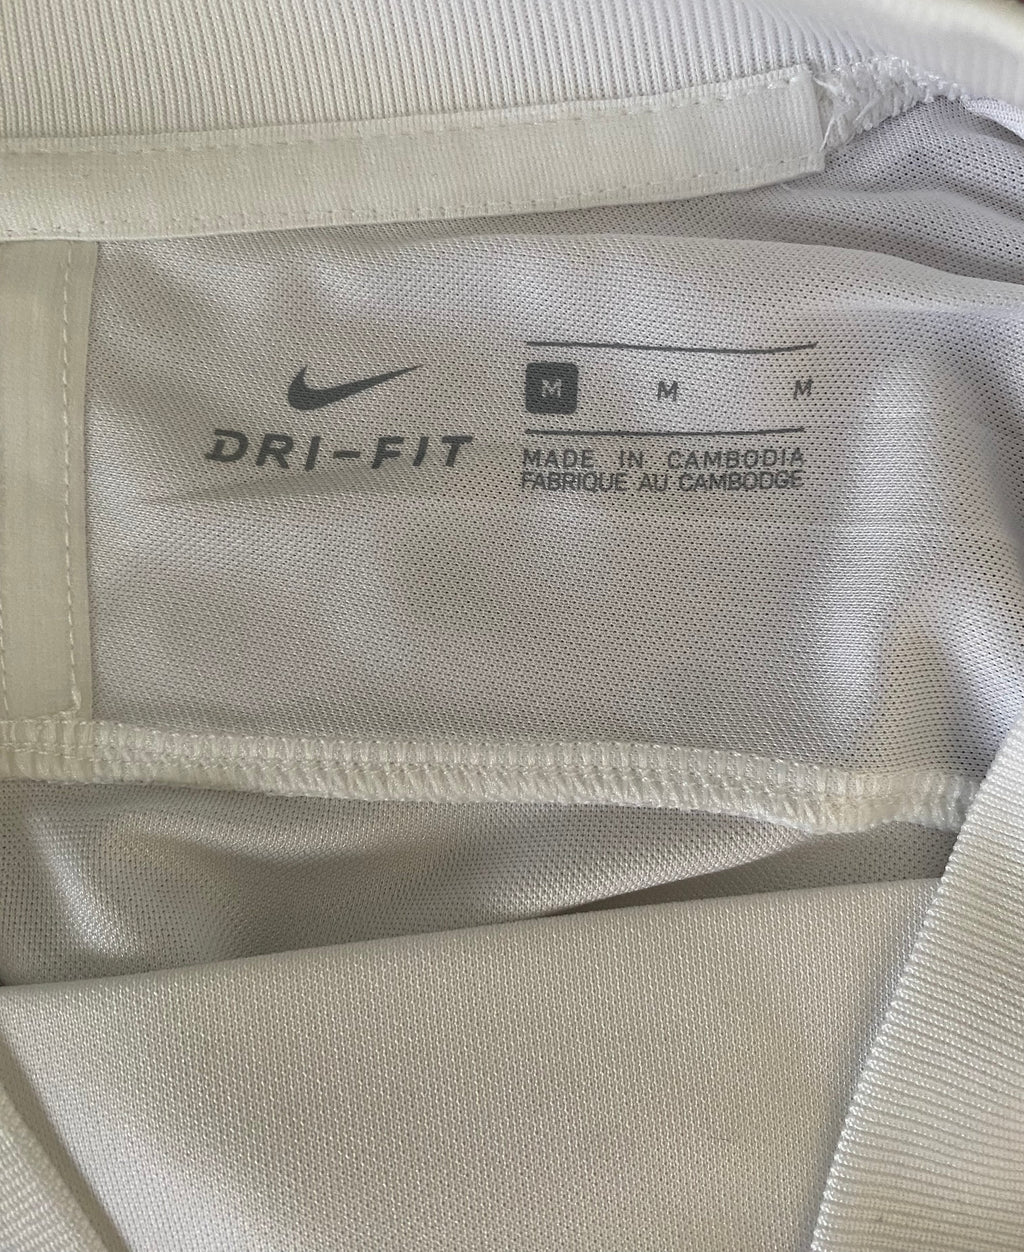 DRI-FIT
M M M
MADE IN CAMBODIA
FABRIQUE AU CAMBODGE